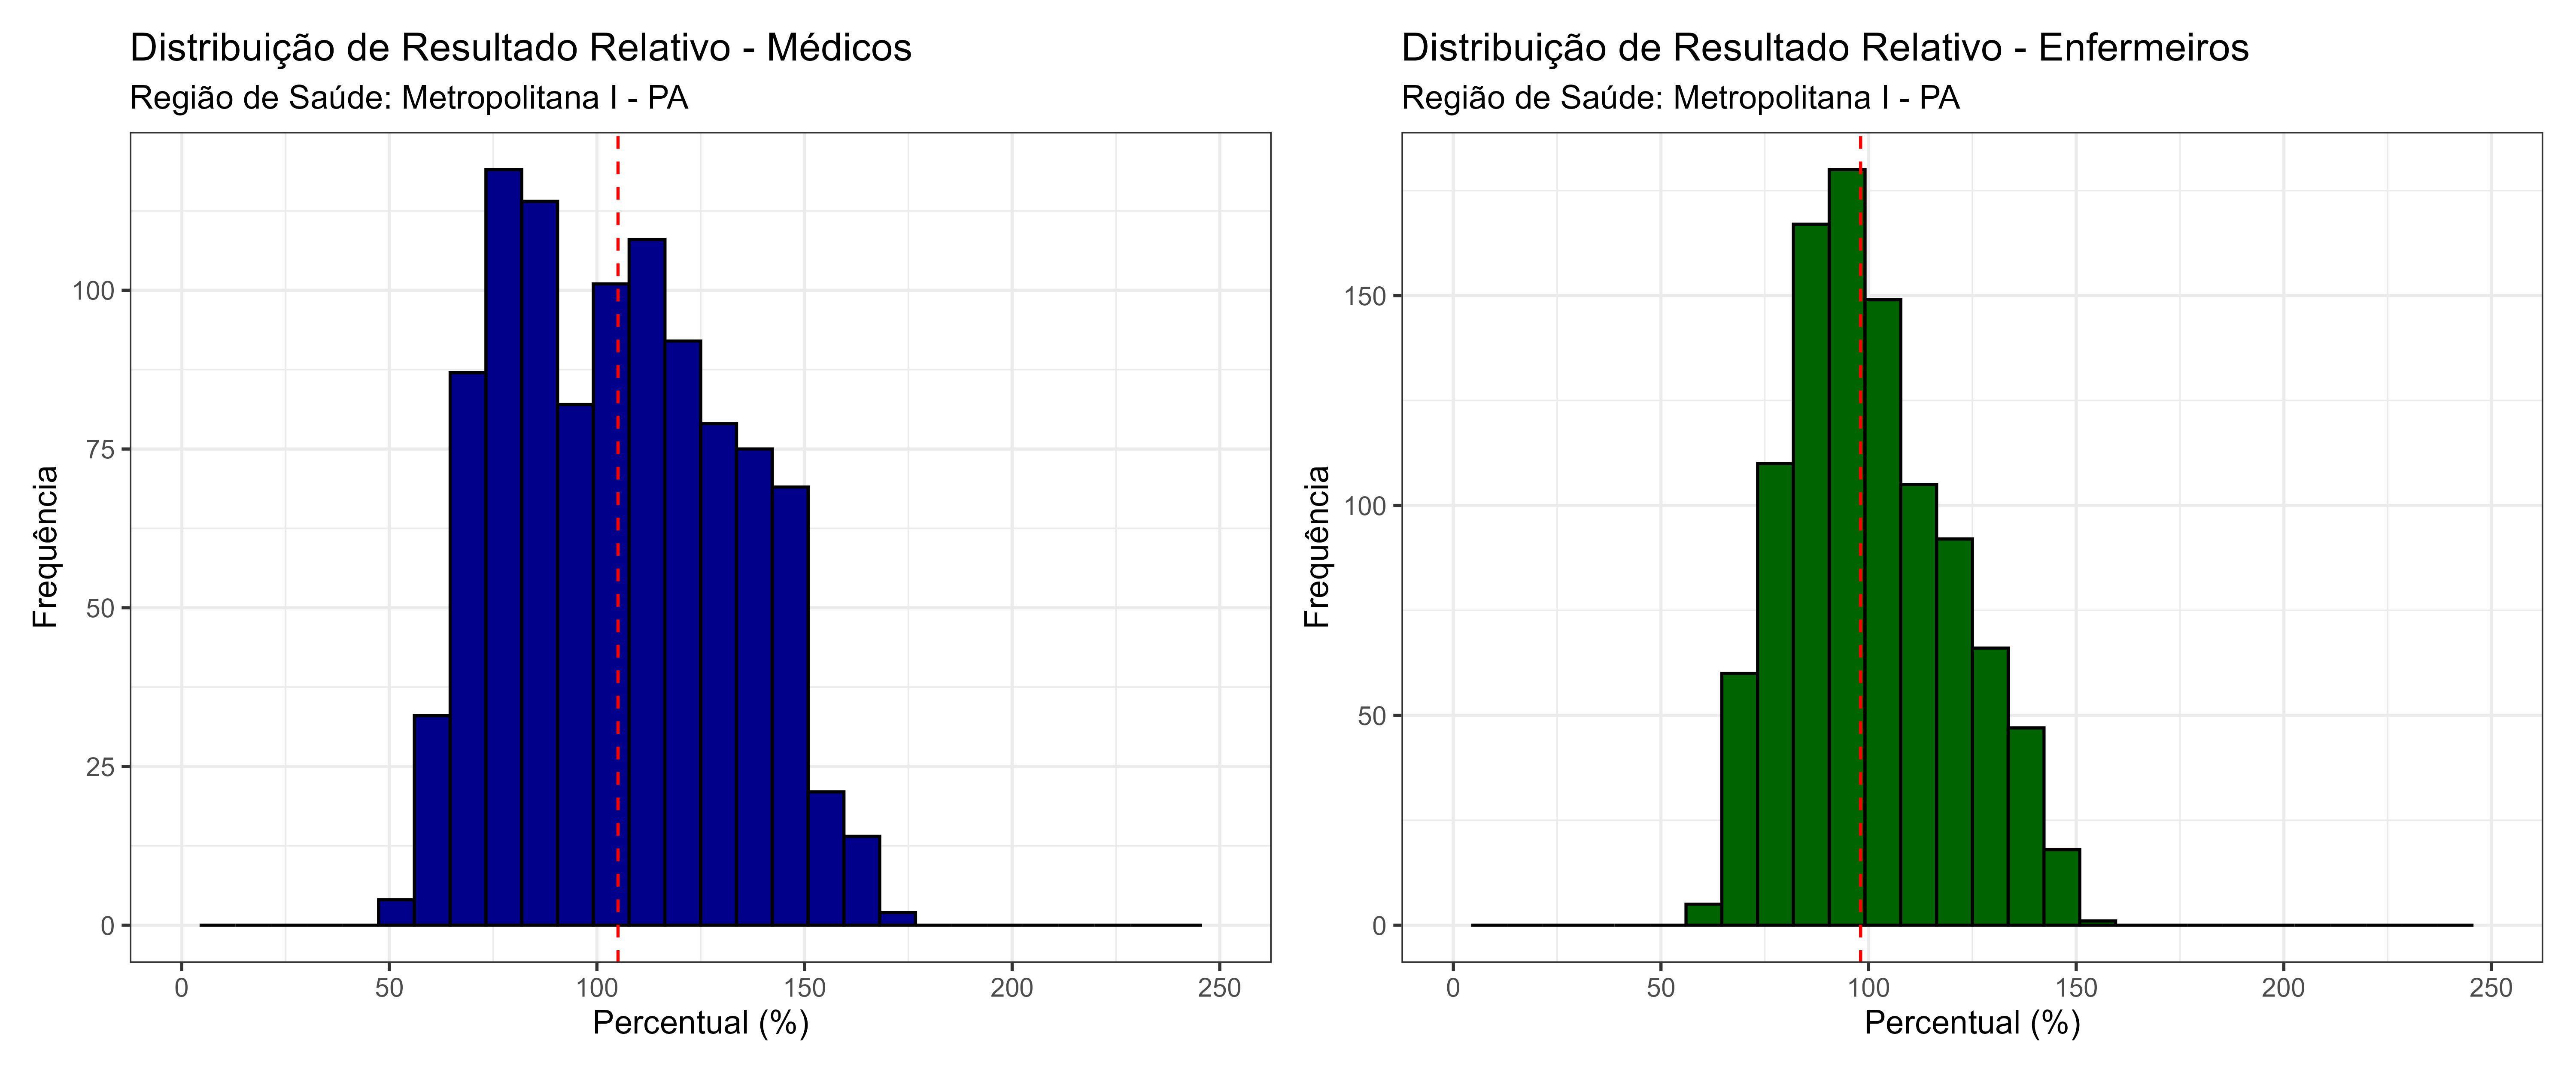 Distribuição de Resultado Relativo - Médicos
Região de Saúde: Metropolitana I - PA
Frequência
100
75
50
25
0
0 50 100 150 200 250
Percentual (%)
Distribuição de Resultado Relativo - Enfermeiros
Região de Saúde: Metropolitana I - PA
Frequência
150
100
50
0
0 50 100 150 200 250
Percentual (%)